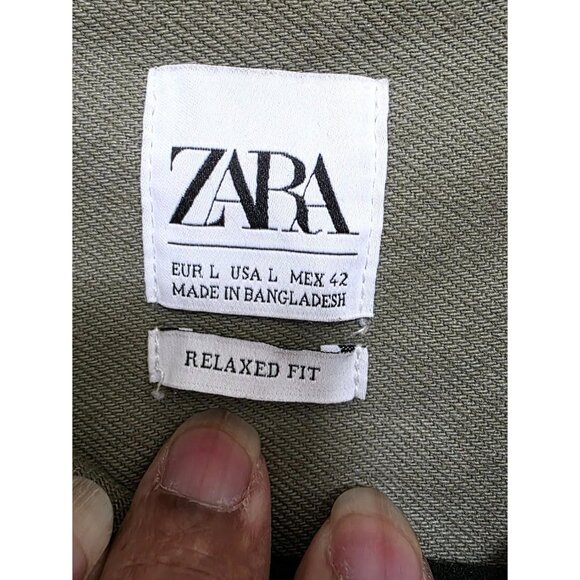 ZARA
EUR L USA L MEX 42
MADE IN BANGLADESH
RELAXED FIT